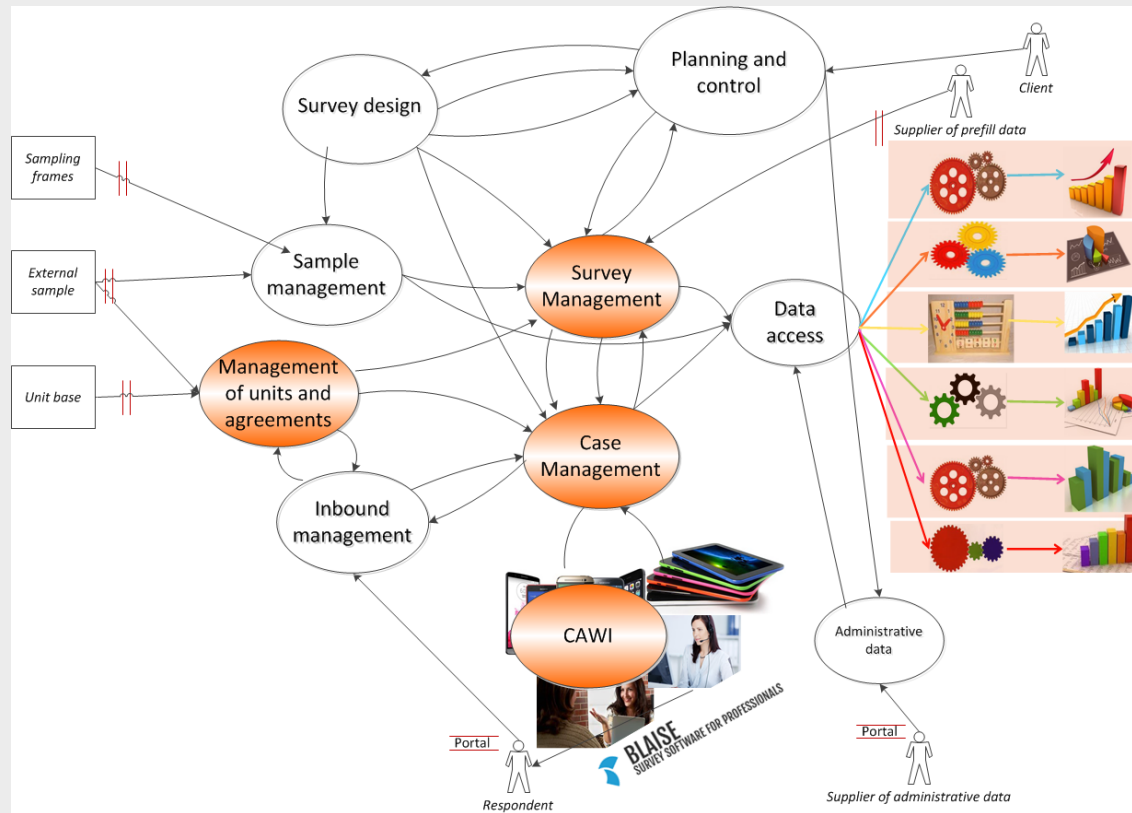 Planning and
control
Survey design
Client
Supplier of prefill data
Sampling
frames
External
sample
Sample
management
Survey
Management
Data
access
Unit base
Management
of units and
agreements
Case
Management
Inbound
management
CAWI
Administrative
data
BLAISE
SURVEY SOFTWARE FOR PROFESSIONALS
Portal
Respondent
Portal
Supplier of administrative data